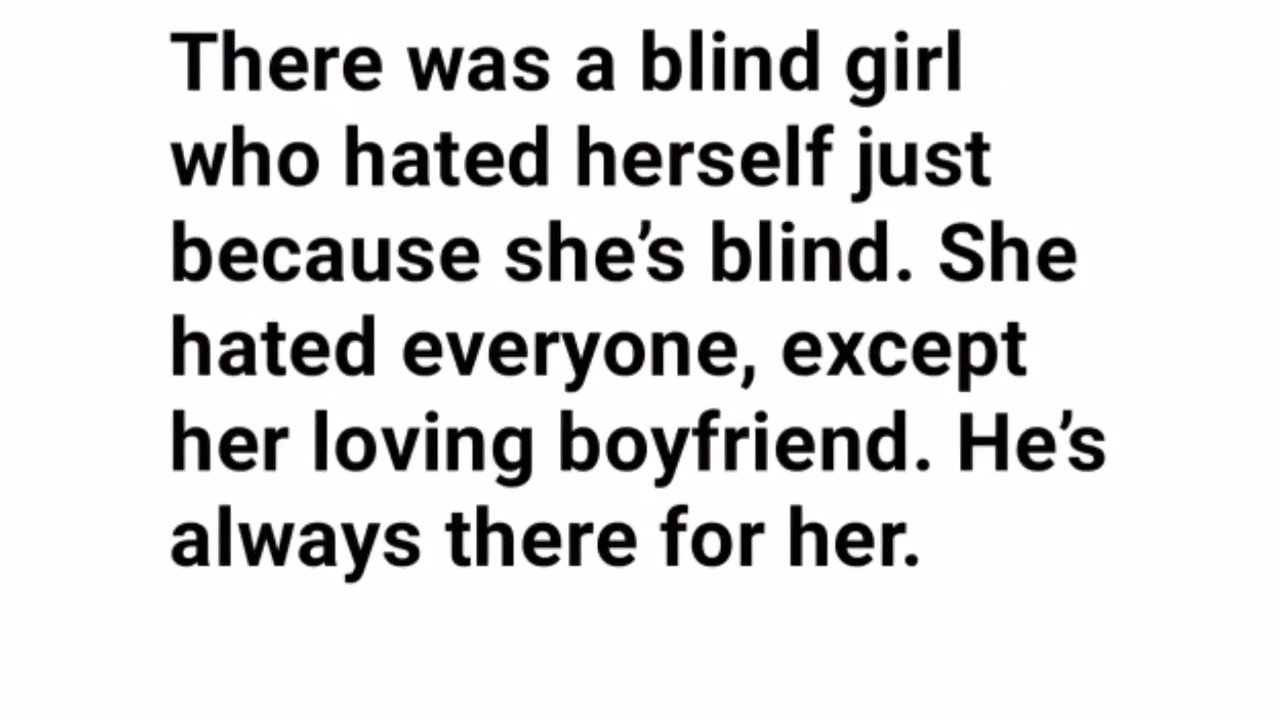 There was a blind girl
who hated herself just
because she’s blind. She
hated everyone, except
her loving boyfriend. He’s
always there for her.